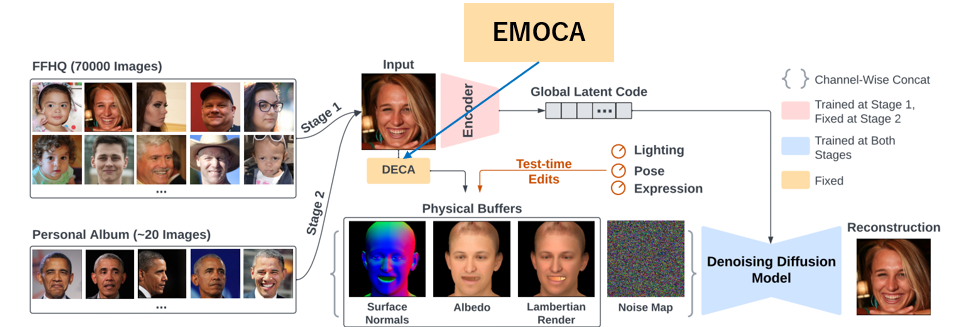 EMOCA
FFHQ (70000 Images)
...
Stage 1
Stage 2
Personal Album (~20 Images)
...
Input
Encoder
DECA
Global Latent Code
...
Test-time
Edits
Lighting
Pose
Expression
Physical Buffers
Surface
Normals
Albedo
Lambertian
Render
Noise Map
Denoising Diffusion
Model
Reconstruction
{ } Channel-Wise Concat
Trained at Stage 1,
Fixed at Stage 2
Trained at Both
Stages
Fixed